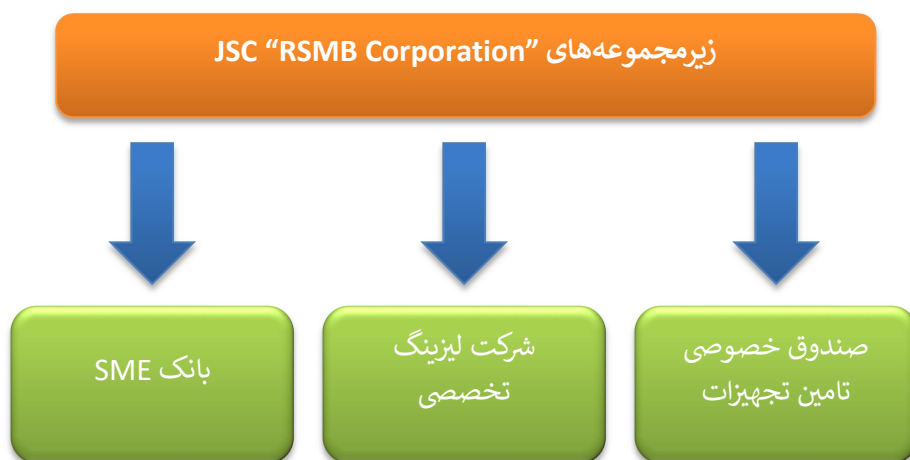 زیرمجموعه‌های JSC “RSMB Corporation”
صندوق خصوصی
تامین تجهیزات
شرکت لیزینگ
تخصصی
بانک SME